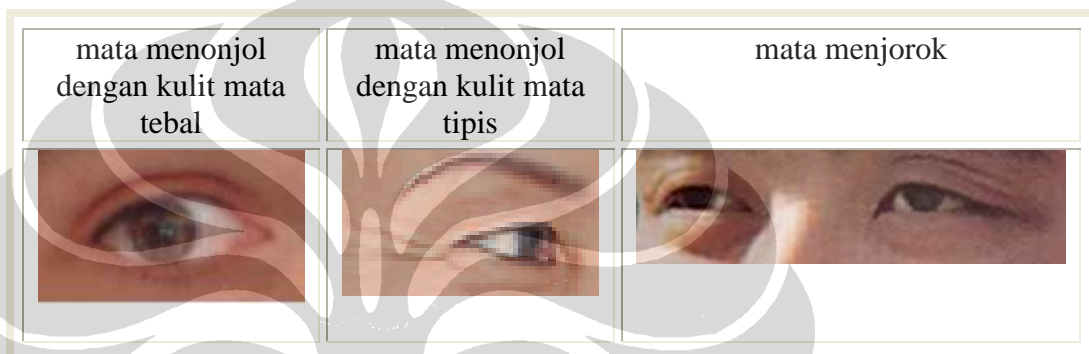 mata menonjol
dengan kulit mata
tebal
mata menonjol
dengan kulit mata
tipis
mata menjorok